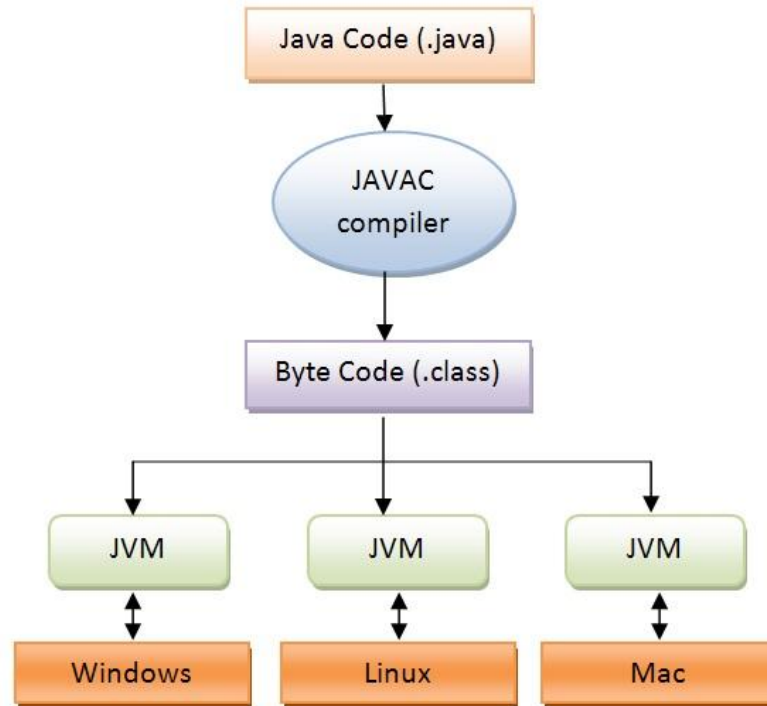 Java Code (.java)
JAVAC
compiler
Byte Code (.class)
JVM
JVM
JVM
Windows
Linux
Mac